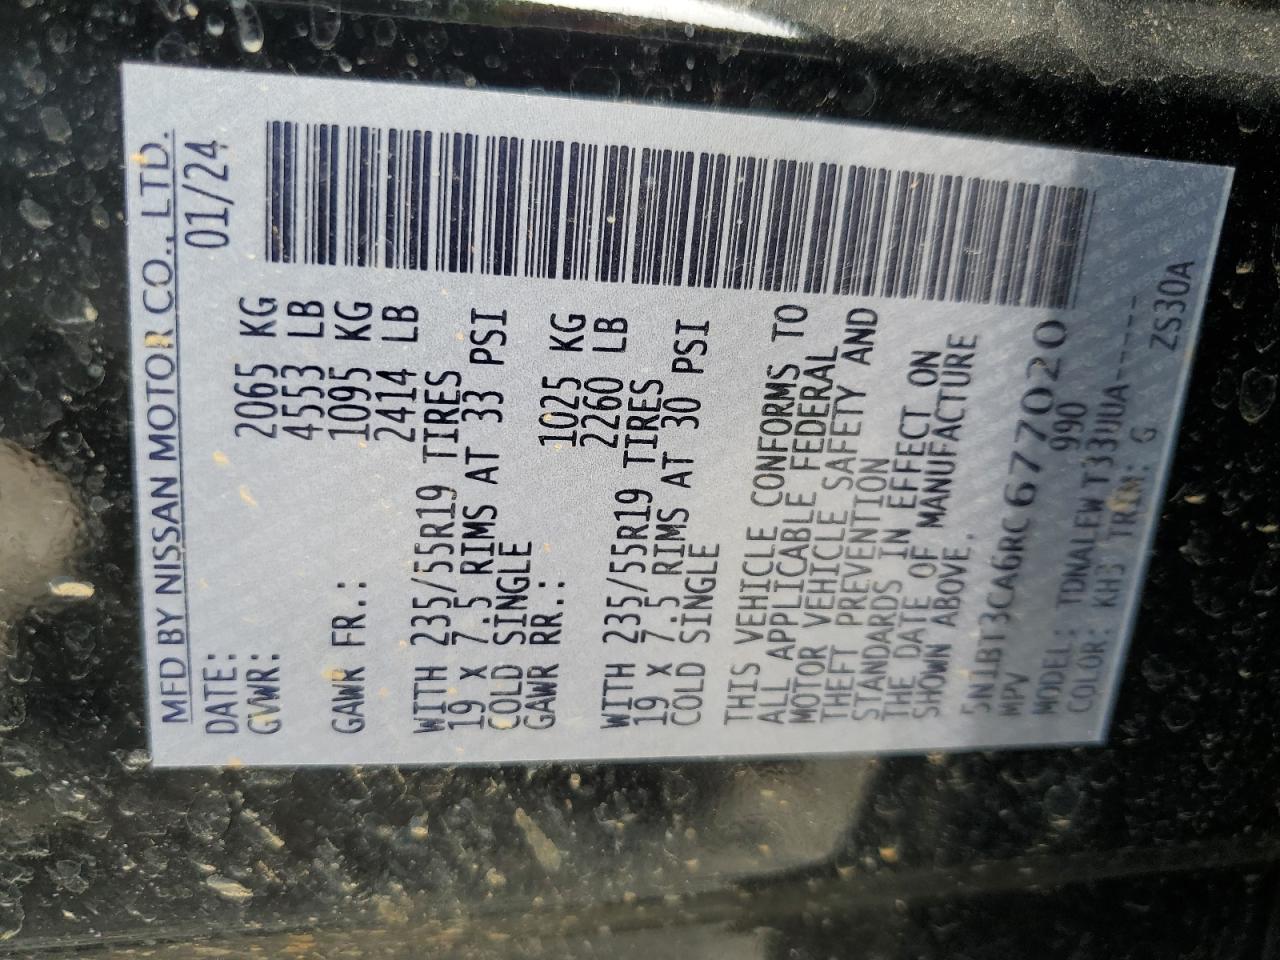 MFD BY NISSAN MOTOR CO., LTD.
DATE: 01/24
GVWR: 2065 KG
4553 LB
GAWR FR.: 1095 KG
2414 LB
WITH 235/55R19 TIRES
19 X 7.5 RIMS AT 33 PSI
COLD SINGLE
GAWR RR.: 1025 KG
2260 LB
WITH 235/55R19 TIRES
19 X 7.5 RIMS AT 30 PSI
COLD SINGLE
THIS VEHICLE CONFORMS TO
ALL APPLICABLE FEDERAL
MOTOR VEHICLE SAFETY AND
THEFT PREVENTION
STANDARDS IN EFFECT ON
THE DATE OF MANUFACTURE
SHOWN ABOVE.
5N1BT3CA6RC677020
MPV 990
MODEL: TDNALEWT33UUA-----
COLOR: KH3 TRIM: G ZS30A